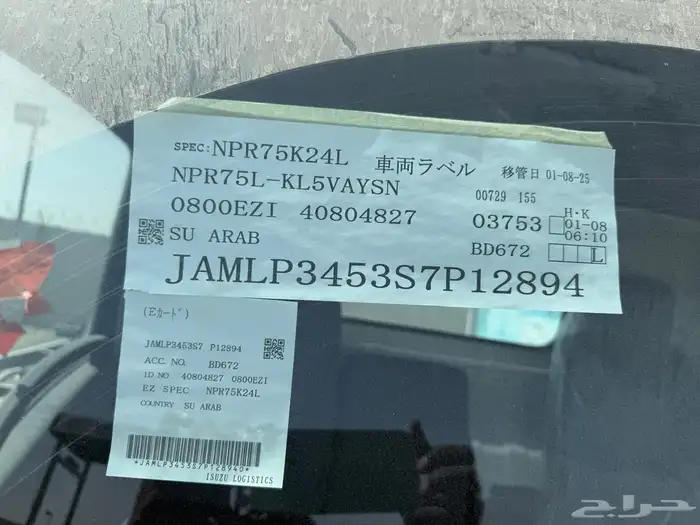 SPEC:NPR75K24L 車両ラベル 移管日 01-08-25
NPR75L-KL5VAYSN 00729 155
0800EZI 40804827 03753 H·K
01-08
06:10
SU ARAB BD672 L
JAMLP3453S7P12894
(Eカード)
JAMLP3453S7 P12894
ACC. NO. BD672
ID NO 40804827 0800EZI
EZ SPEC NPR75K24L
COUNTRY SU ARAB
*JAMLP3453S7P128940*
ISUZU LOGISTICS
حراج